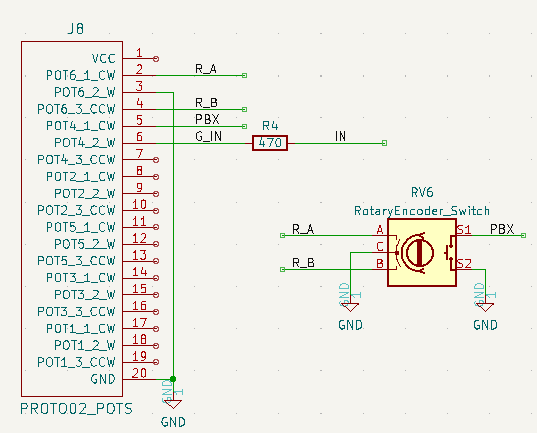 J8
VCC 1
POT6_1_CW 2 R_A
POT6_2_W 3
POT6_3_CCW 4 R_B
POT4_1_CW 5 PBX
POT4_2_W 6 G_IN
R4
470
IN
POT4_3_CCW 7
POT2_1_CW 8
POT2_2_W 9
POT2_3_CCW 10
POT5_1_CW 11
POT5_2_W 12
POT5_3_CCW 13
POT3_1_CW 14
POT3_2_W 15
POT3_3_CCW 16
POT1_1_CW 17
POT1_2_W 18
POT1_3_CCW 19
GND 20
PROTO02_POTS
GND 1
GND
RV6
RotaryEncoder_Switch
R_A A S1 PBX
C
R_B B S2
GND 1
GND
GND 1
GND